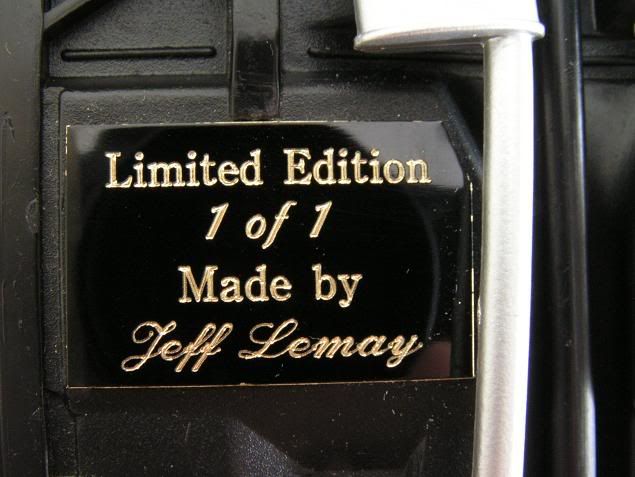 Limited Edition
1 of 1
Made by
Jeff Lemay